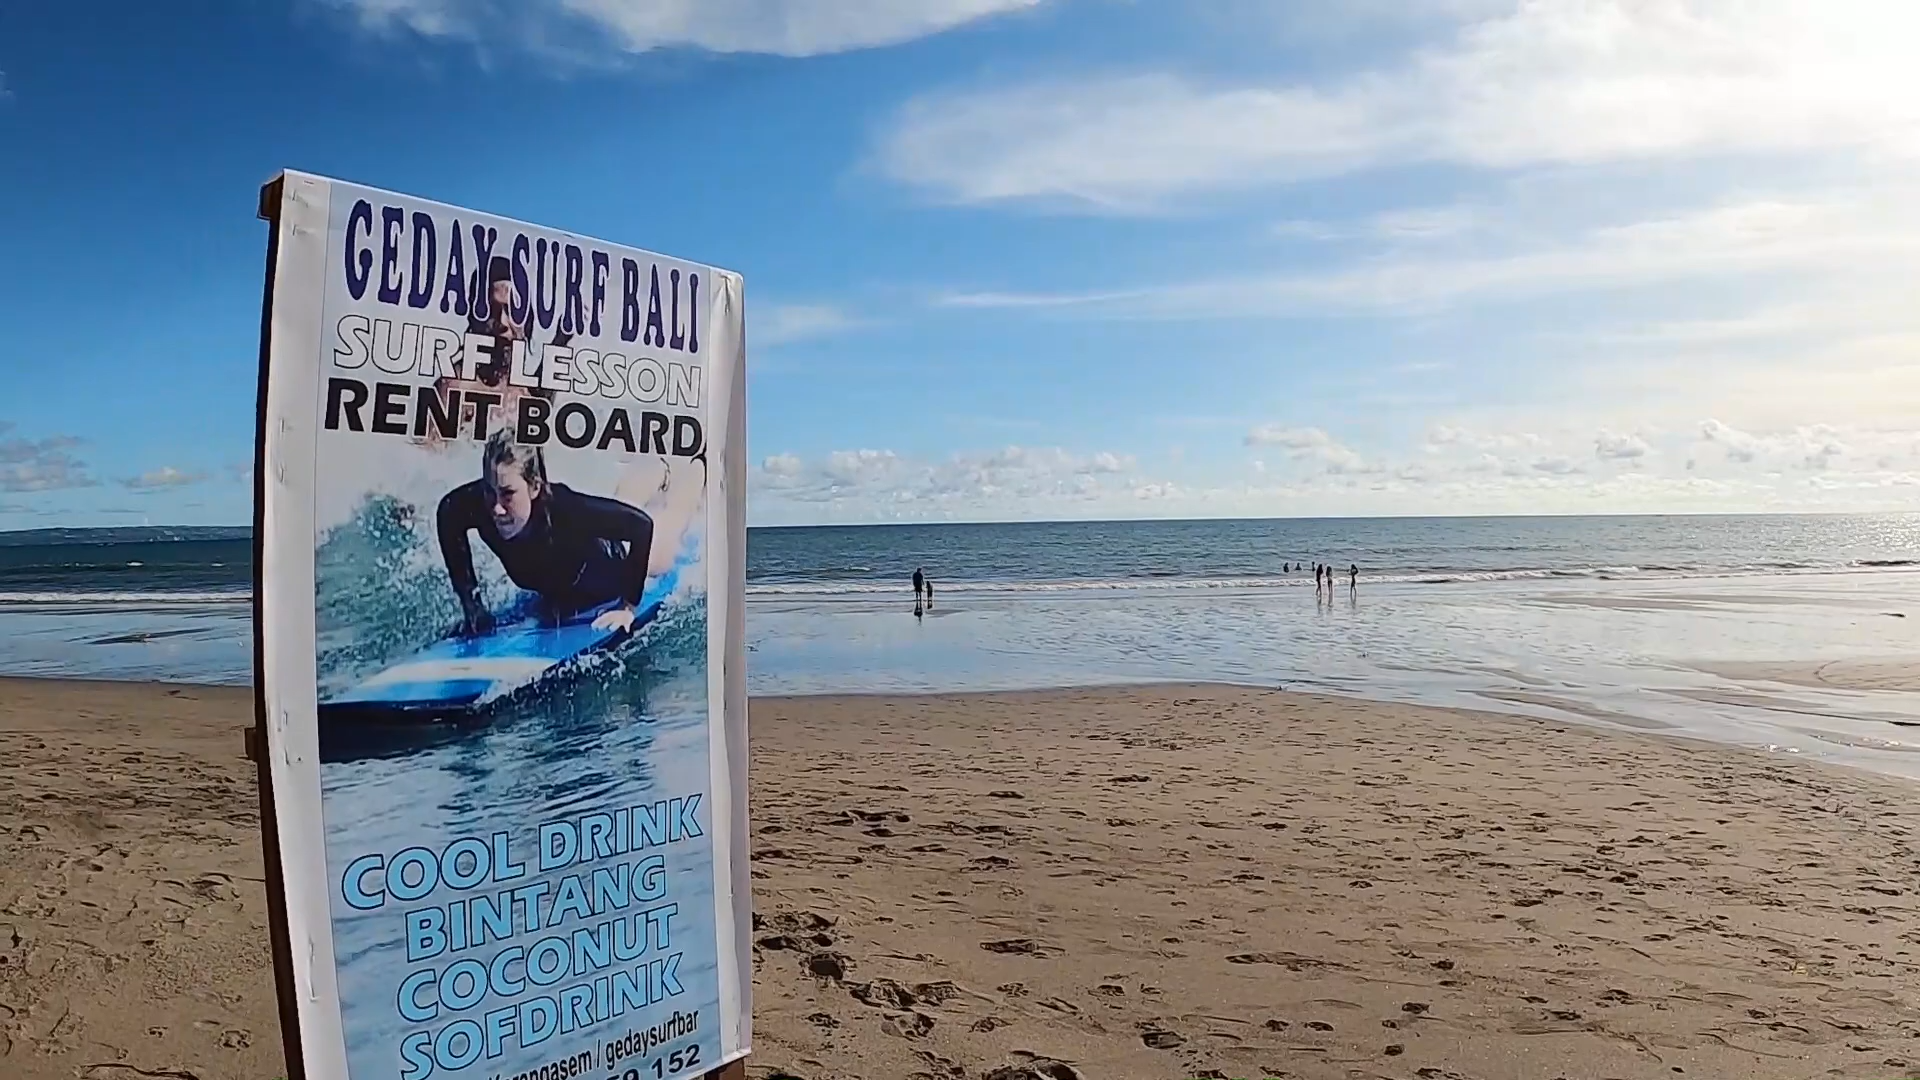 GEDAY SURF BALI
SURF LESSON
RENT BOARD
COOL DRINK
BINTANG
COCONUT
SOFDRINK
/ gedaysurfbar
152